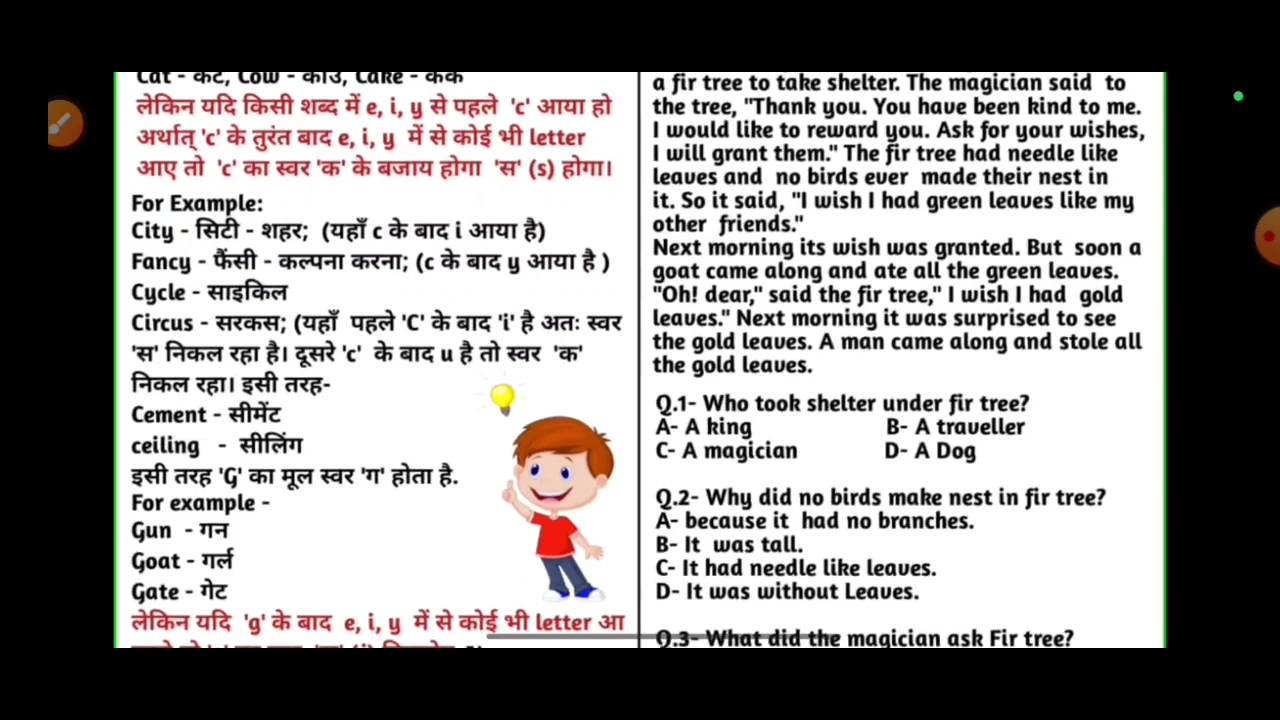 Cat - कैट, Cow - काउ, Cake - केक
लेकिन यदि किसी शब्द में e, i, y से पहले 'c' आया हो
अर्थात् 'c' के तुरंत बाद e, i, y में से कोई भी letter
आए तो 'c' का स्वर 'क' के बजाय होगा 'स' (s) होगा।
For Example:
City - सिटी - शहर; (यहाँ c के बाद i आया है)
Fancy - फैंसी - कल्पना करना; (c के बाद y आया है )
Cycle - साइकिल
Circus - सरकस; (यहाँ पहले 'C' के बाद 'i' है अतः स्वर
'स' निकल रहा है। दूसरे 'c' के बाद u है तो स्वर 'क'
निकल रहा। इसी तरह-
Cement - सीमेंट
ceiling - सीलिंग
इसी तरह 'G' का मूल स्वर 'ग' होता है.
For example -
Gun - गन
Goat - गर्ल
Gate - गेट
लेकिन यदि 'g' के बाद e, i, y में से कोई भी letter आ
a fir tree to take shelter. The magician said to
the tree, "Thank you. You have been kind to me.
I would like to reward you. Ask for your wishes,
I will grant them." The fir tree had needle like
leaves and no birds ever made their nest in
it. So it said, "I wish I had green leaves like my
other friends."
Next morning its wish was granted. But soon a
goat came along and ate all the green leaves.
"Oh! dear," said the fir tree," I wish I had gold
leaves." Next morning it was surprised to see
the gold leaves. A man came along and stole all
the gold leaves.
Q.1- Who took shelter under fir tree?
A- A king B- A traveller
C- A magician D- A Dog
Q.2- Why did no birds make nest in fir tree?
A- because it had no branches.
B- It was tall.
C- It had needle like leaves.
D- It was without Leaves.
Q.3- What did the magician ask Fir tree?